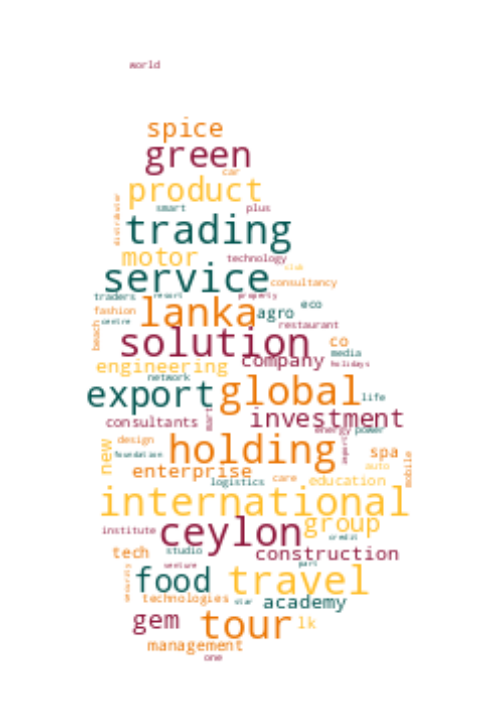 world
spice
green
car
product
distributor
smart plus
trading
motor technology
club
service consultancy
traders resort property
lanka eco
fashion agro
centre restaurant
beach solution co
company media
engineering holidays
network
export global life
mart investment
consultants energy power
new design holding import
foundation spa
enterprise auto mobile
logistics care education
international
institute ceylon group
credit
tech studio construction
venture part
security food travel
technologies star academy
gem tour lk
management
one